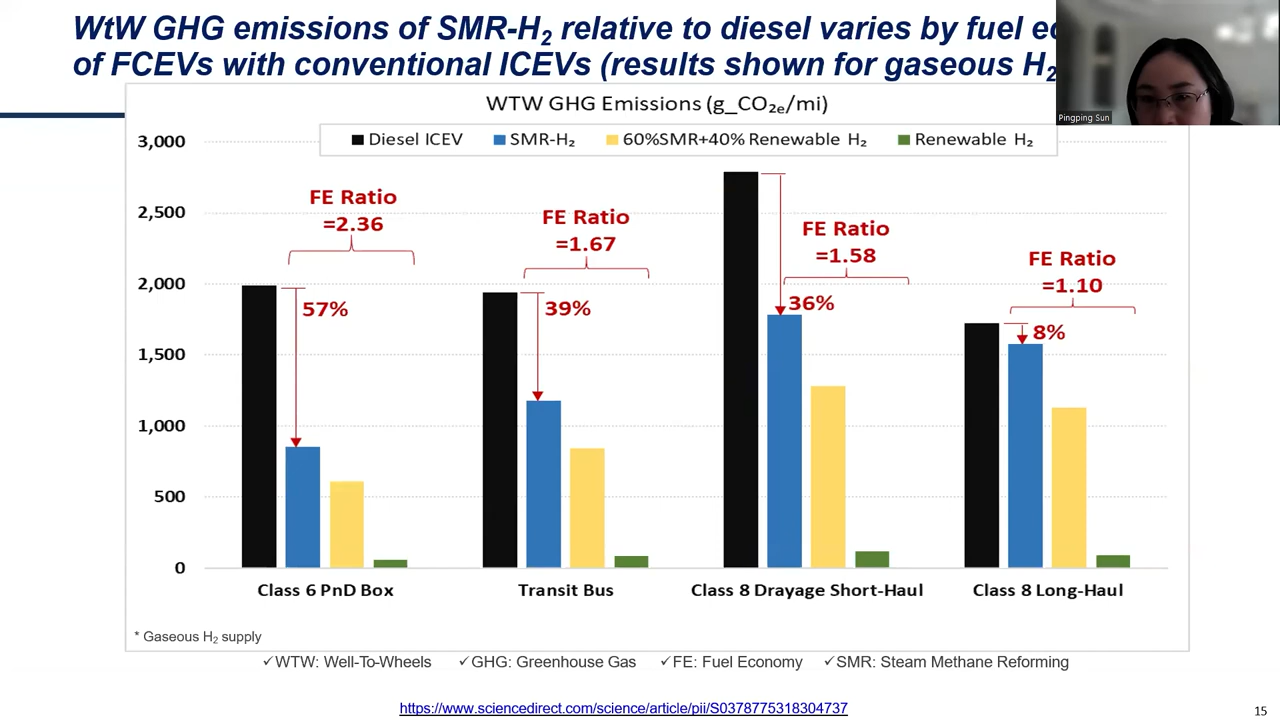 WtW GHG emissions of SMR-H₂ relative to diesel varies by fuel
of FCEVs with conventional ICEVs (results shown for gaseous H₂
Pingping Sun
WTW GHG Emissions (g_CO₂ₑ/mi)
Diesel ICEV SMR-H₂ 60%SMR+40% Renewable H₂ Renewable H₂
3,000
2,500
2,000
1,500
1,000
500
0
FE Ratio
=2.36
57%
FE Ratio
=1.67
39%
FE Ratio
=1.58
36%
FE Ratio
=1.10
8%
Class 6 PnD Box Transit Bus Class 8 Drayage Short-Haul Class 8 Long-Haul
* Gaseous H₂ supply
✓WTW: Well-To-Wheels ✓GHG: Greenhouse Gas ✓FE: Fuel Economy ✓SMR: Steam Methane Reforming
https://www.sciencedirect.com/science/article/pii/S0378775318304737
15